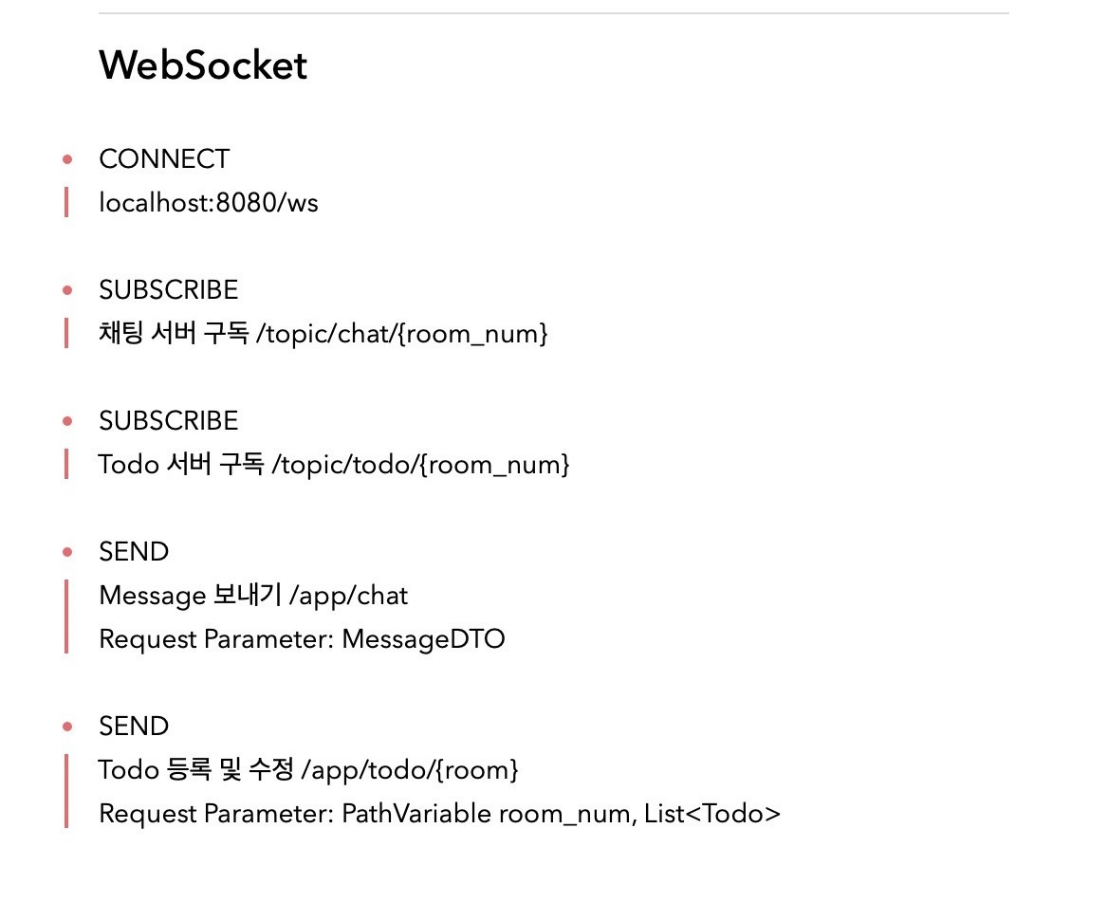 WebSocket
CONNECT
localhost:8080/ws
SUBSCRIBE
채팅 서버 구독 /topic/chat/{room_num}
SUBSCRIBE
Todo 서버 구독 /topic/todo/{room_num}
SEND
Message 보내기 /app/chat
Request Parameter: MessageDTO
SEND
Todo 등록 및 수정 /app/todo/{room}
Request Parameter: PathVariable room_num, List<Todo>